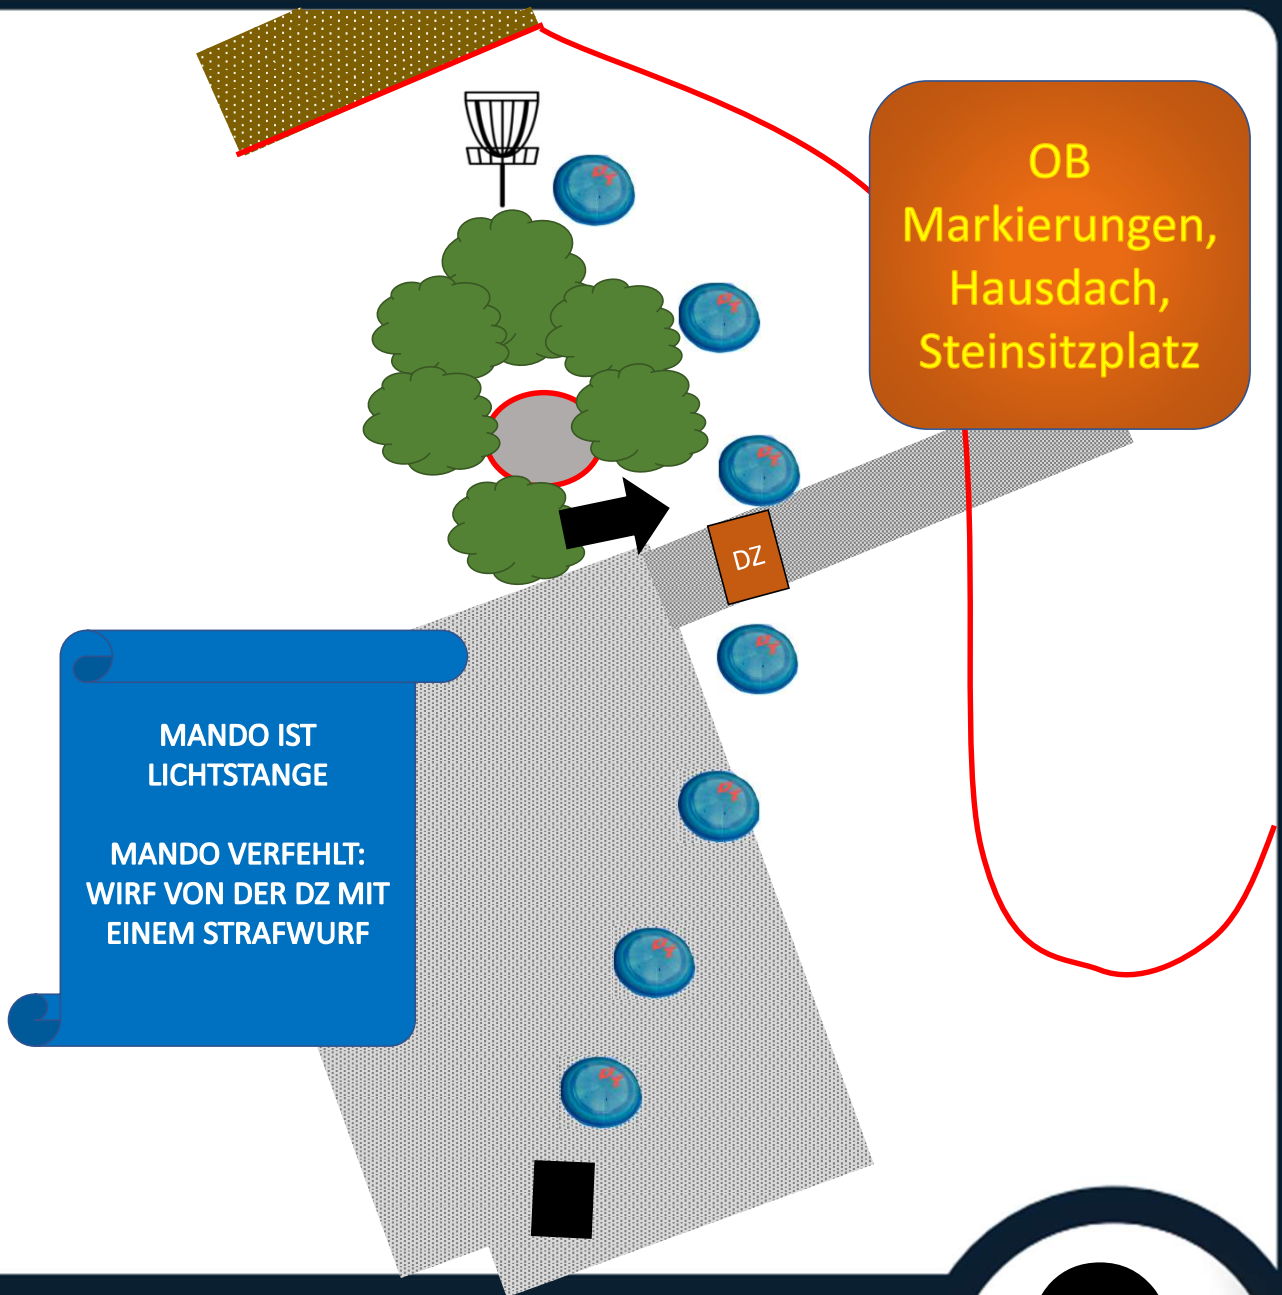 OB
Markierungen,
Hausdach,
Steinsitzplatz
DZ
MANDO IST
LICHTSTANGE
MANDO VERFEHLT:
WIRF VON DER DZ MIT
EINEM STRAFWURF